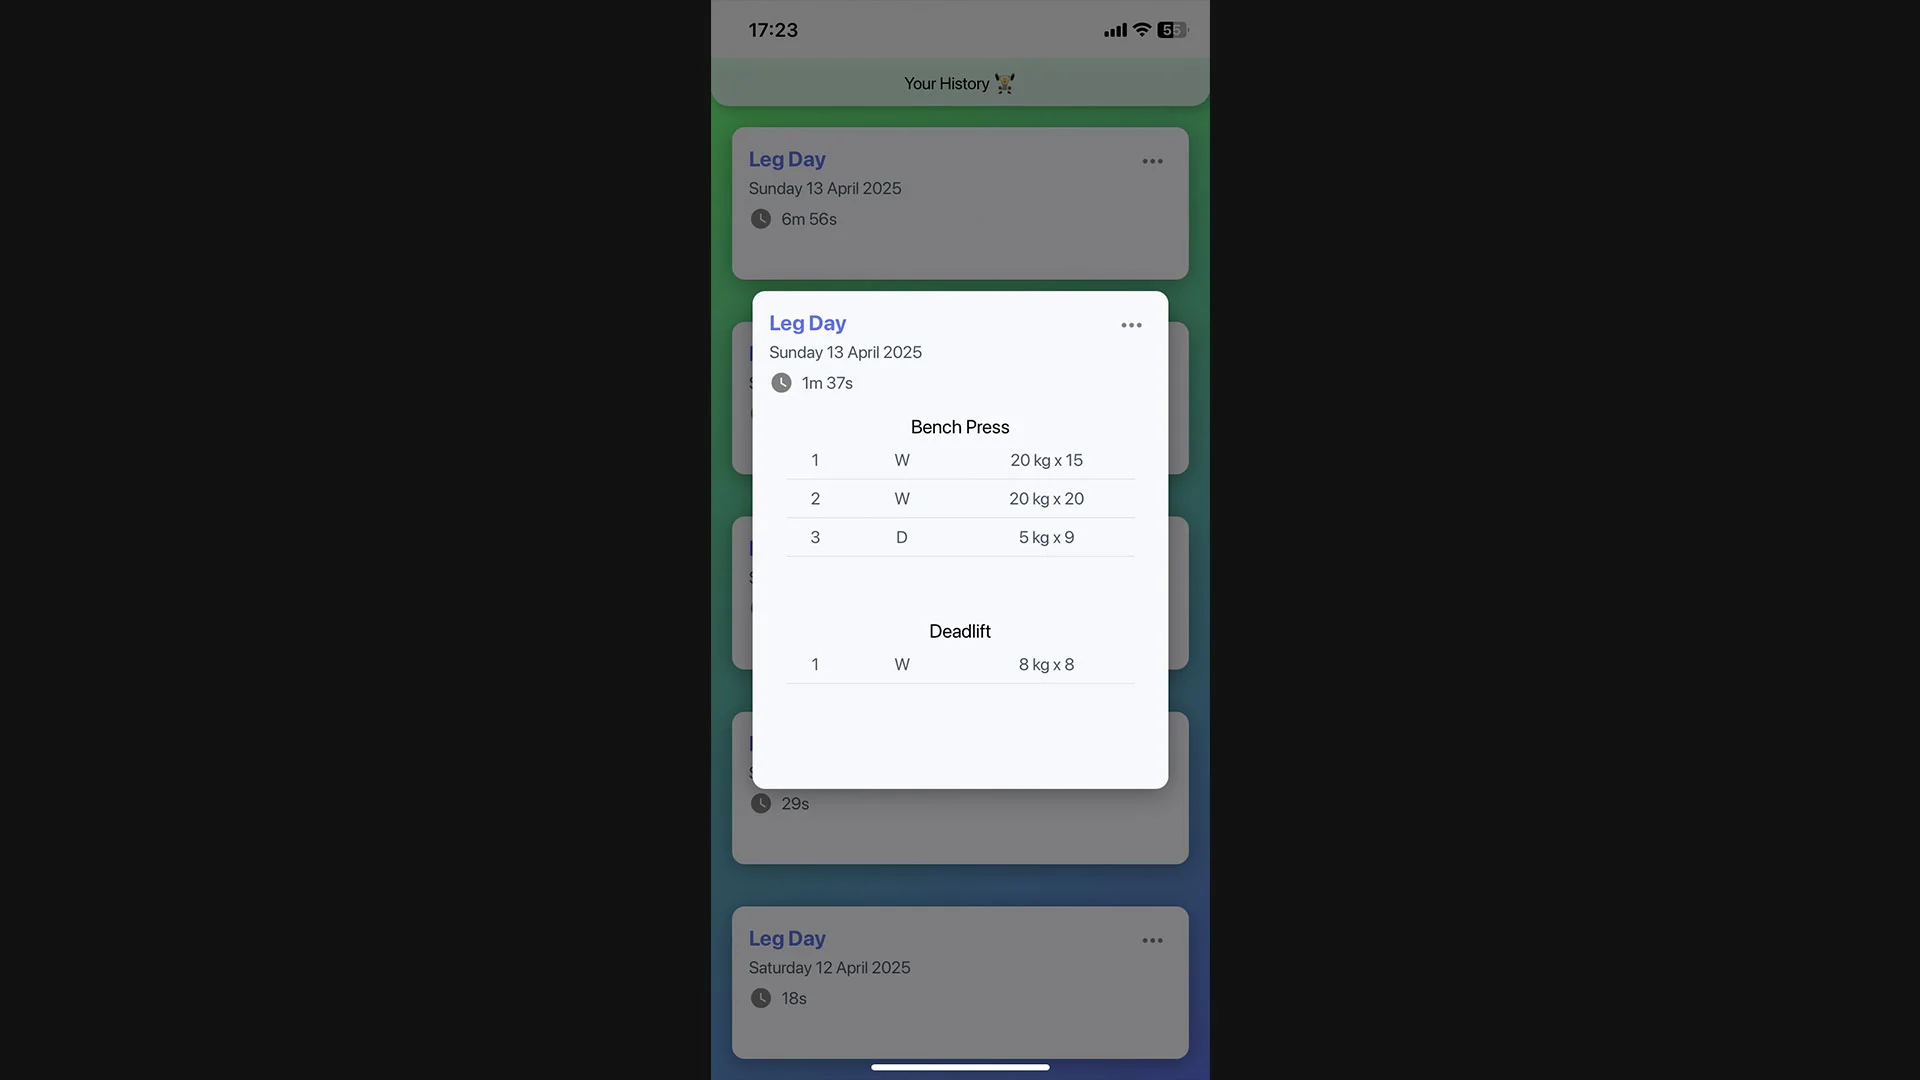 17:23
55
Your History
Leg Day
Sunday 13 April 2025
6m 56s
Leg Day
Sunday 13 April 2025
1m 37s
Bench Press
1 W 20 kg x 15
2 W 20 kg x 20
3 D 5 kg x 9
Deadlift
1 W 8 kg x 8
29s
Leg Day
Saturday 12 April 2025
18s